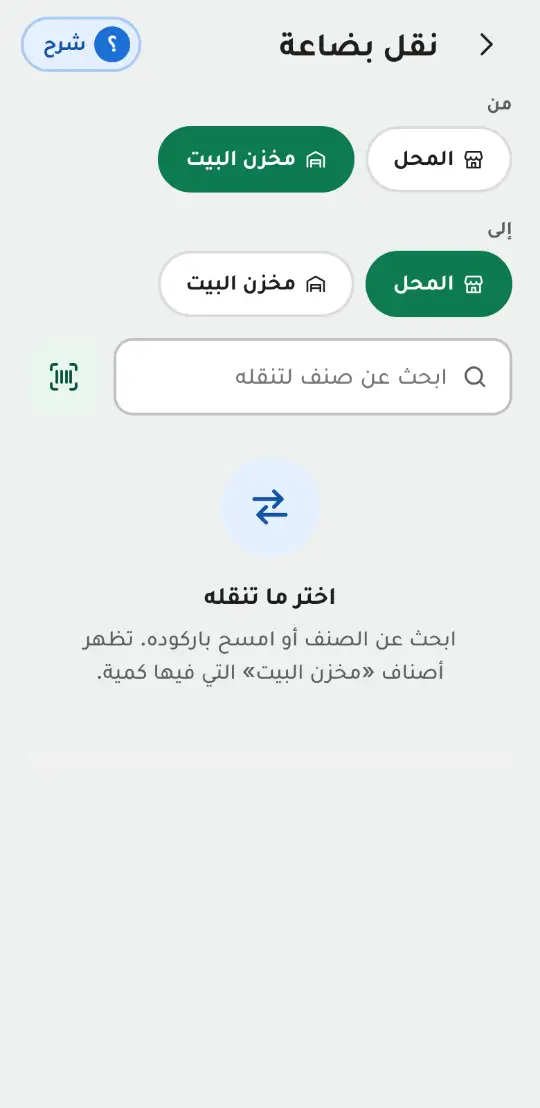 نقل بضاعة
؟ شرح
من
المحل
مخزن البيت
إلى
المحل
مخزن البيت
ابحث عن صنف لتنقله
اختر ما تنقله
ابحث عن الصنف أو امسح باركوده. تظهر
أصناف «مخزن البيت» التي فيها كمية.